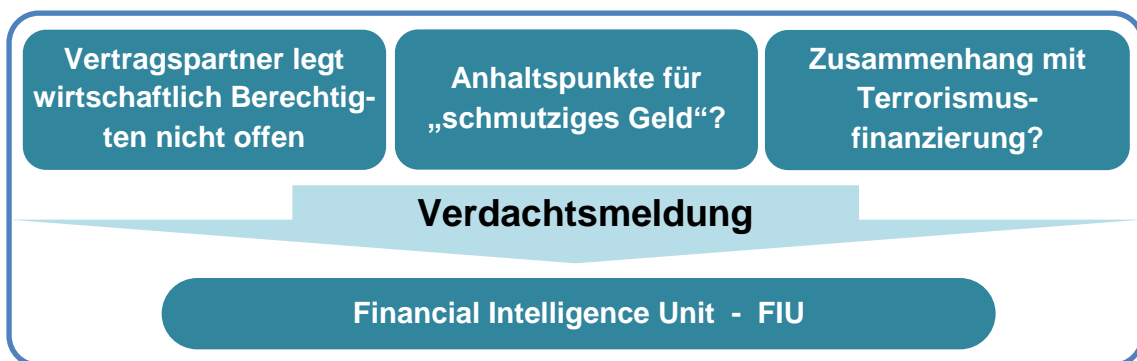 Vertragspartner legt
wirtschaftlich Berechtig-
ten nicht offen
Anhaltspunkte für
„schmutziges Geld“?
Zusammenhang mit
Terrorismus-
finanzierung?
Verdachtsmeldung
Financial Intelligence Unit - FIU